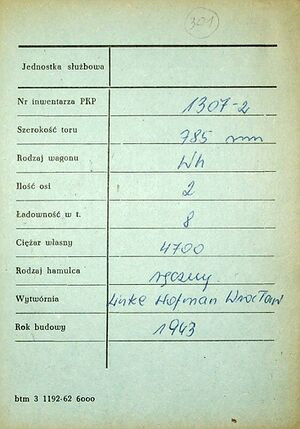 301
Jednostka służbowa
Nr inwentarza PKP 1307-2
Szerokość toru 785 mm
Rodzaj wagonu Wh
Ilość osi 2
Ładowność w t. 8
Ciężar własny 4700
Rodzaj hamulca ręczny
Wytwórnia Linke Hofman Wrocław
Rok budowy 1943
btm 3 1192-62 6000